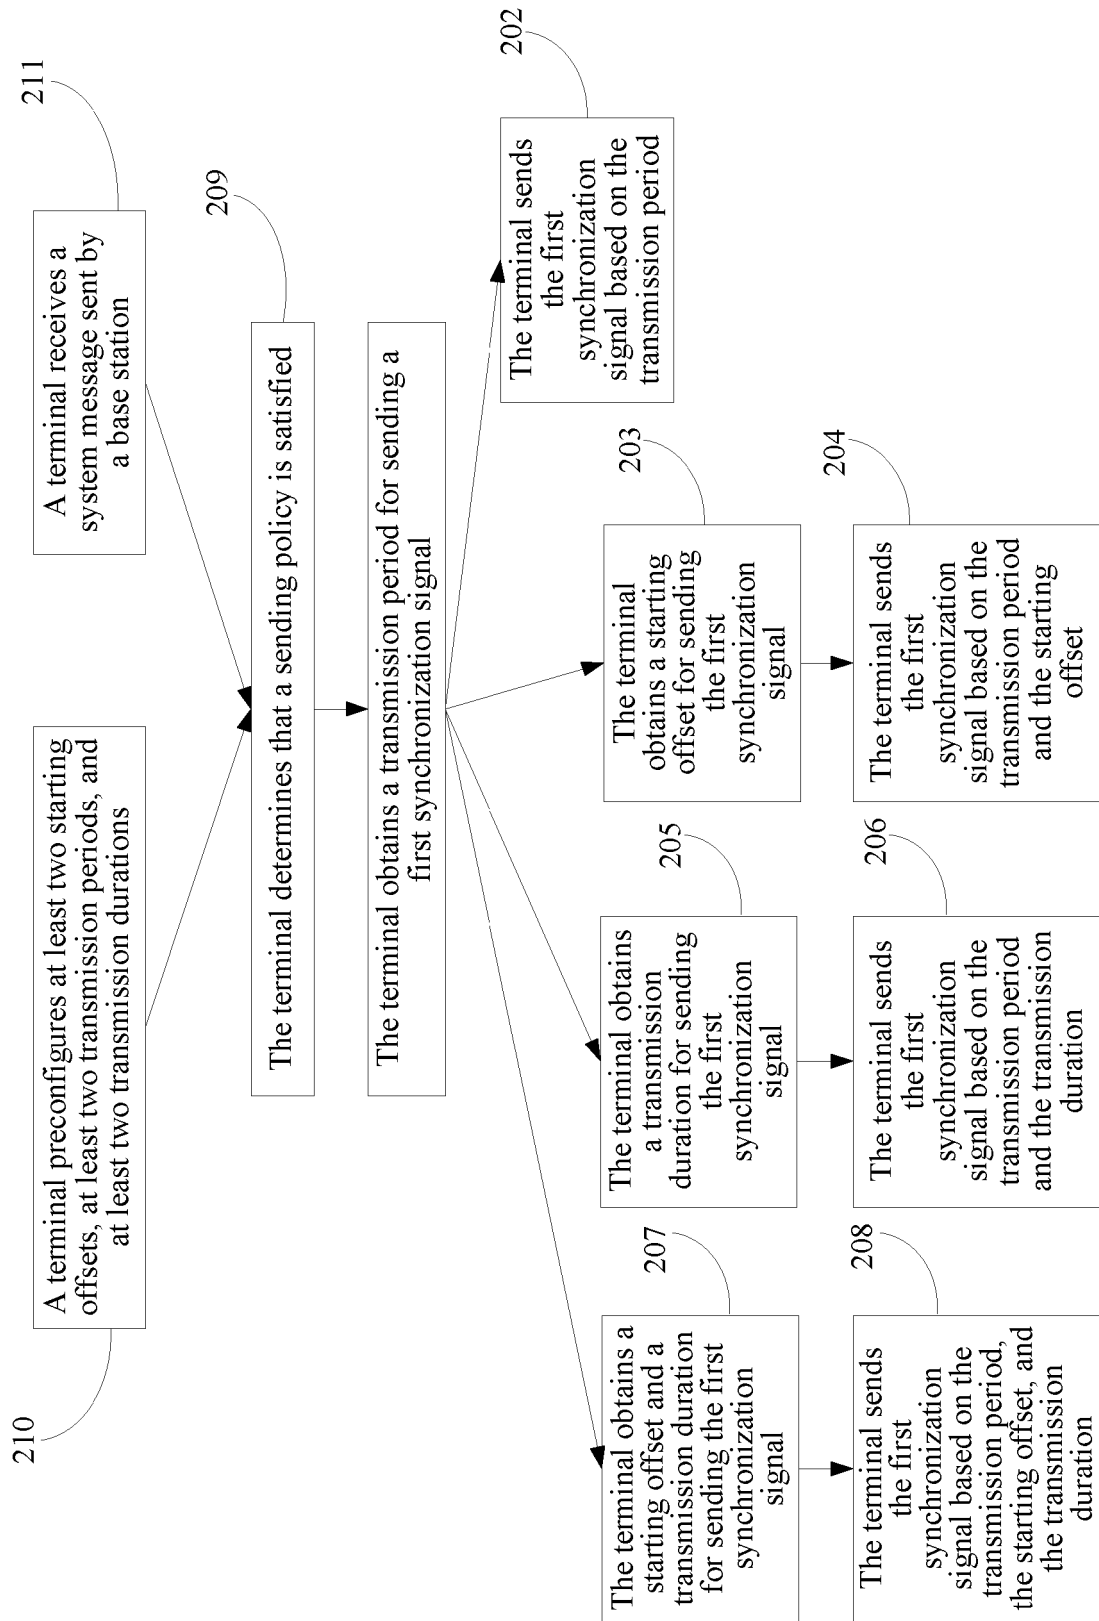 210
A terminal preconfigures at least two starting
offsets, at least two transmission periods, and
at least two transmission durations
211
A terminal receives a
system message sent by
a base station
209
The terminal determines that a sending policy is satisfied
The terminal obtains a transmission period for sending a
first synchronization signal
207
The terminal obtains a
starting offset and a
transmission duration
for sending the first
synchronization
signal
205
The terminal obtains
a transmission
duration for sending
the first
synchronization
signal
203
The terminal
obtains a starting
offset for sending
the first
synchronization
signal
202
The terminal sends
the first
synchronization
signal based on the
transmission period
208
The terminal sends
the first
synchronization
signal based on the
transmission period,
the starting offset, and
the transmission
duration
206
The terminal sends
the first
synchronization
signal based on the
transmission period
and the transmission
duration
204
The terminal sends
the first
synchronization
signal based on the
transmission period
and the starting
offset